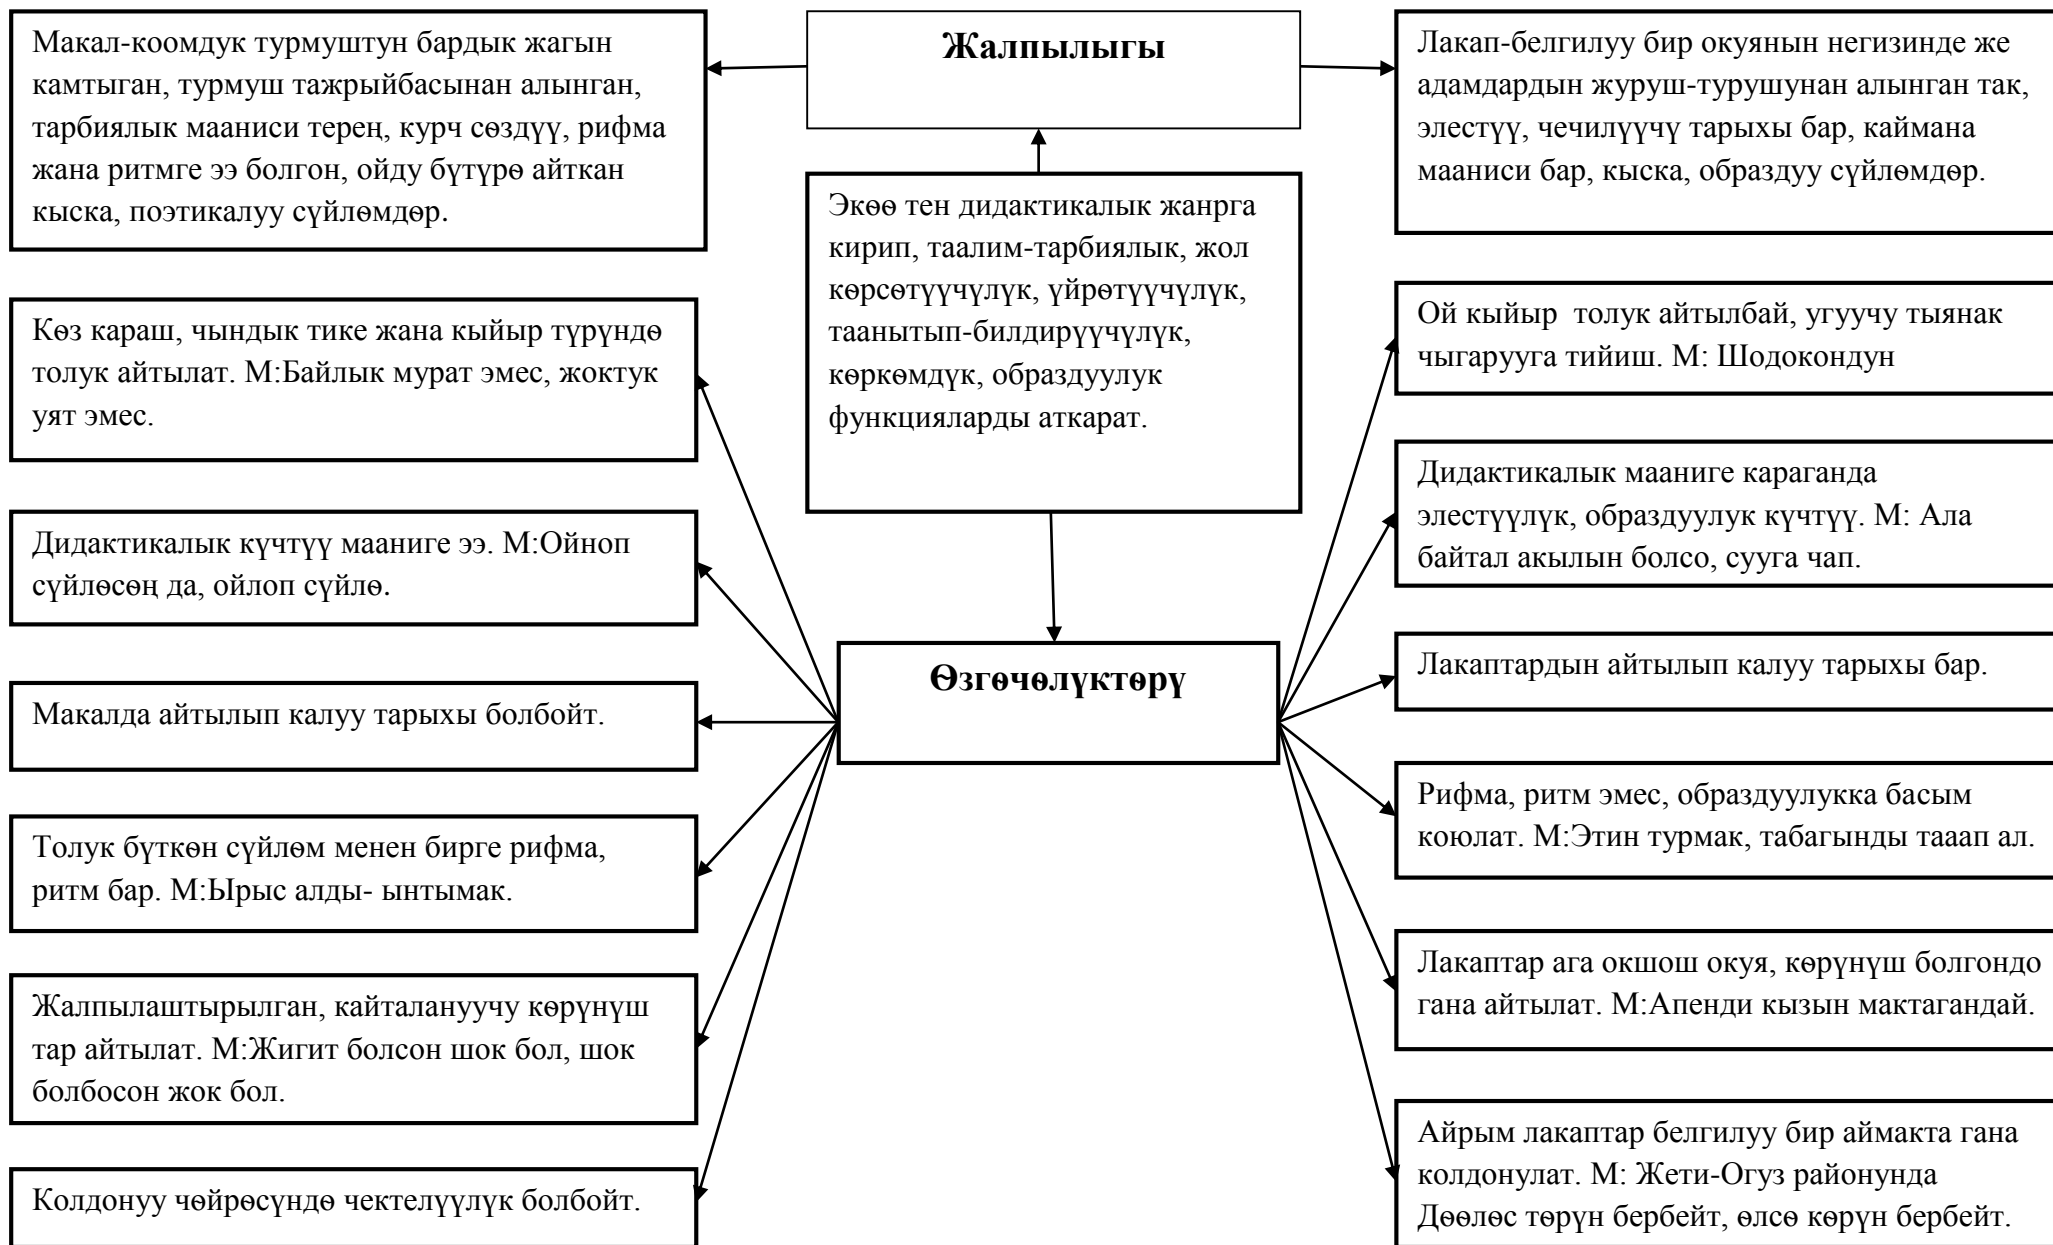 Макал-коомдук турмуштун бардык жагын
камтыган, турмуш тажрыйбасынан алынган,
тарбиялык мааниси терең, курч сөздүү, рифма
жана ритмге ээ болгон, ойду бүтүрө айткан
кыска, поэтикалуу сүйлөмдөр.
Жалпылыгы
Лакап-белгилуу бир окуянын негизинде же
адамдардын журуш-турушунан алынган так,
элестүү, чечилүүчү тарыхы бар, каймана
мааниси бар, кыска, образдуу сүйлөмдөр.
Экөө тен дидактикалык жанрга
кирип, таалим-тарбиялык, жол
көрсөтүүчүлүк, үйрөтүүчүлүк,
таанытып-билдирүүчүлүк,
көркөмдүк, образдуулук
функцияларды аткарат.
Көз караш, чындык тике жана кыйыр түрүндө
толук айтылат. М:Байлык мурат эмес, жоктук
уят эмес.
Дидактикалык күчтүү мааниге ээ. М:Ойноп
сүйлөсөң да, ойлоп сүйлө.
Макалда айтылып калуу тарыхы болбойт.
Толук бүткөн сүйлөм менен бирге рифма,
ритм бар. М:Ырыс алды- ынтымак.
Жалпылаштырылган, кайталануучу көрүнүш
тар айтылат. М:Жигит болсон шок бол, шок
болбосон жок бол.
Колдонуу чөйрөсүндө чектелүүлүк болбойт.
Өзгөчөлүктөрү
Ой кыйыр  толук айтылбай, угуучу тыянак
чыгарууга тийиш. М: Шодокондун
Дидактикалык мааниге караганда
элестүүлүк, образдуулук күчтүү. М: Ала
байтал акылын болсо, сууга чап.
Лакаптардын айтылып калуу тарыхы бар.
Рифма, ритм эмес, образдуулукка басым
коюлат. М:Этин турмак, табагынды тааап ал.
Лакаптар ага окшош окуя, көрүнүш болгондо
гана айтылат. М:Апенди кызын мактагандай.
Айрым лакаптар белгилуу бир аймакта гана
колдонулат. М: Жети-Огуз районунда
Дөөлөс төрүн бербейт, өлсө көрүн бербейт.